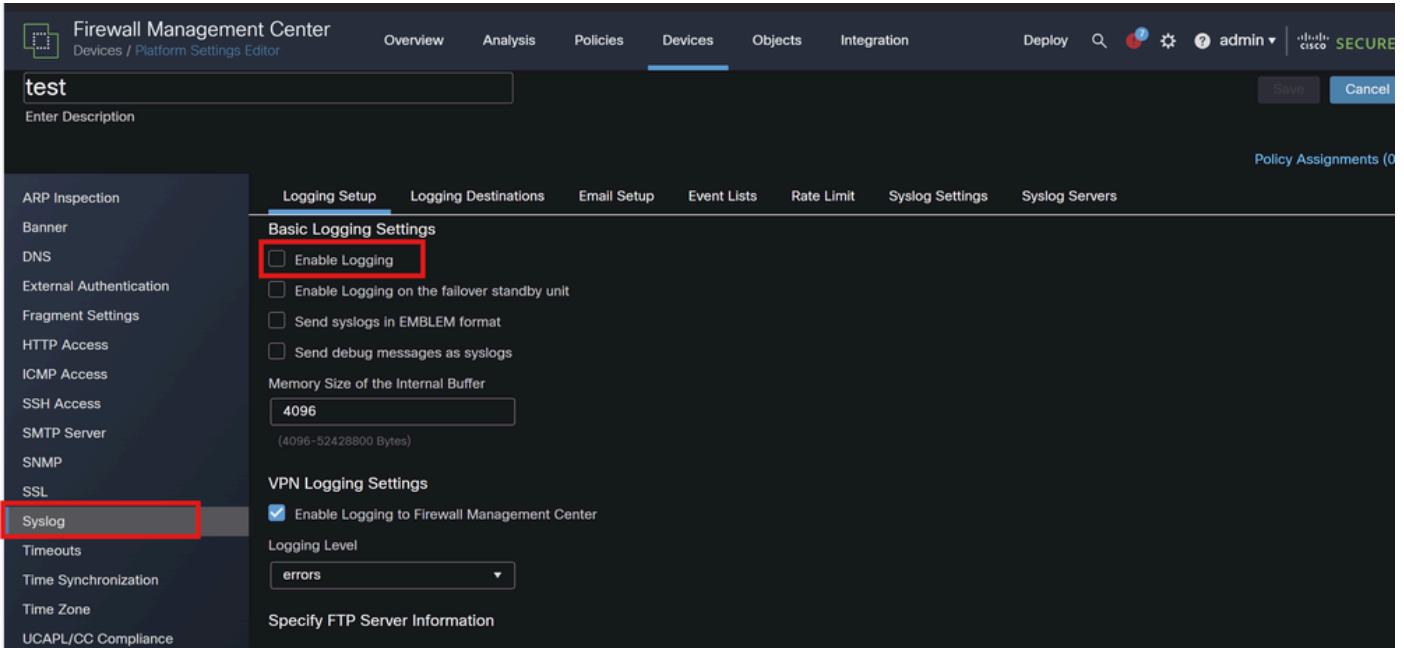 Firewall Management Center
Devices / Platform Settings Editor
Overview Analysis Policies Devices Objects Integration Deploy 7 ? admin cisco SECURE
test
Save Cancel
Enter Description
Policy Assignments (0
ARP Inspection
Banner
DNS
External Authentication
Fragment Settings
HTTP Access
ICMP Access
SSH Access
SMTP Server
SNMP
SSL
Syslog
Timeouts
Time Synchronization
Time Zone
UCAPL/CC Compliance
Logging Setup Logging Destinations Email Setup Event Lists Rate Limit Syslog Settings Syslog Servers
Basic Logging Settings
Enable Logging
Enable Logging on the failover standby unit
Send syslogs in EMBLEM format
Send debug messages as syslogs
Memory Size of the Internal Buffer
4096
(4096-52428800 Bytes)
VPN Logging Settings
Enable Logging to Firewall Management Center
Logging Level
errors
Specify FTP Server Information